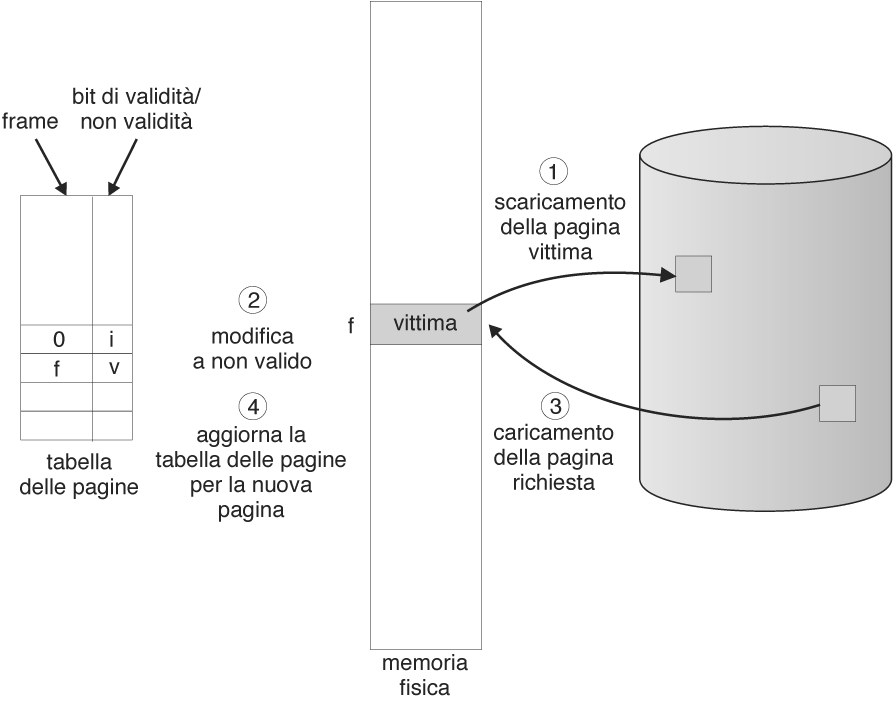 bit di validità/
frame
non validità
0 i
f v
tabella
delle pagine
2
modifica
a non valido
4
aggiorna la
tabella delle pagine
per la nuova
pagina
f
vittima
memoria
fisica
1
scaricamento
della pagina
vittima
3
caricamento
della pagina
richiesta